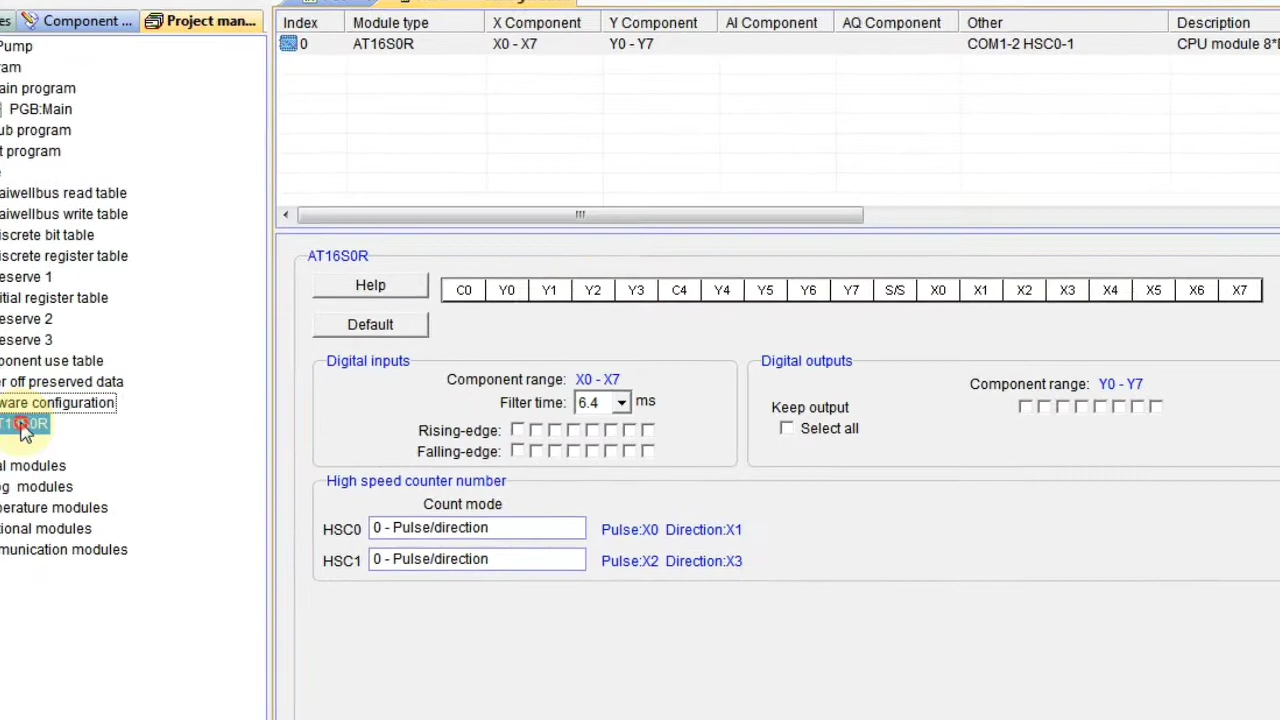 es Component ... Project man...
Pump
ram
ain program
PGB:Main
ub program
t program
e
aiwellbus read table
aiwellbus write table
iscrete bit table
iscrete register table
eserve 1
itial register table
eserve 2
eserve 3
ponent use table
er off preserved data
ware configuration
al modules
og modules
perature modules
tional modules
munication modules
Index Module type X Component Y Component AI Component AQ Component Other Description
0 AT16S0R X0 - X7 Y0 - Y7 COM1-2 HSC0-1 CPU module 8*
AT16S0R
Help
C0 Y0 Y1 Y2 Y3 C4 Y4 Y5 Y6 Y7 S/S X0 X1 X2 X3 X4 X5 X6 X7
Default
Digital inputs
Component range: X0 - X7
Filter time: 6.4 ms
Rising-edge:
Falling-edge:
Digital outputs
Component range: Y0 - Y7
Keep output
Select all
High speed counter number
Count mode
HSC0 0 - Pulse/direction Pulse:X0 Direction:X1
HSC1 0 - Pulse/direction Pulse:X2 Direction:X3